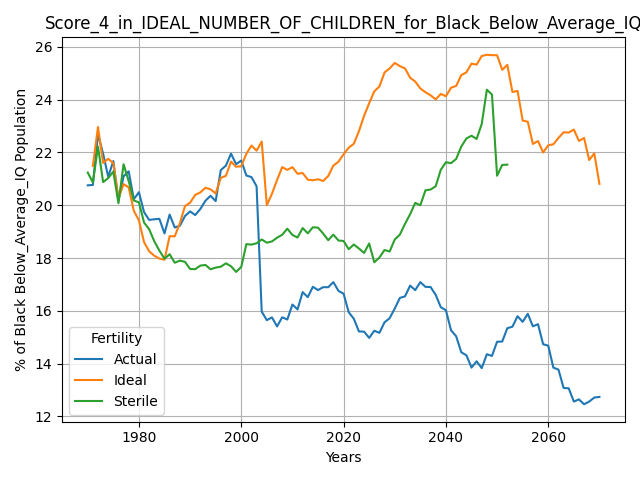 Score_4_in_IDEAL_NUMBER_OF_CHILDREN_for_Black_Below_Average_IQ
% of Black Below_Average_IQ Population
26
24
22
20
18
16
14
12
Fertility
Actual
Ideal
Sterile
1980 2000 2020 2040 2060
Years